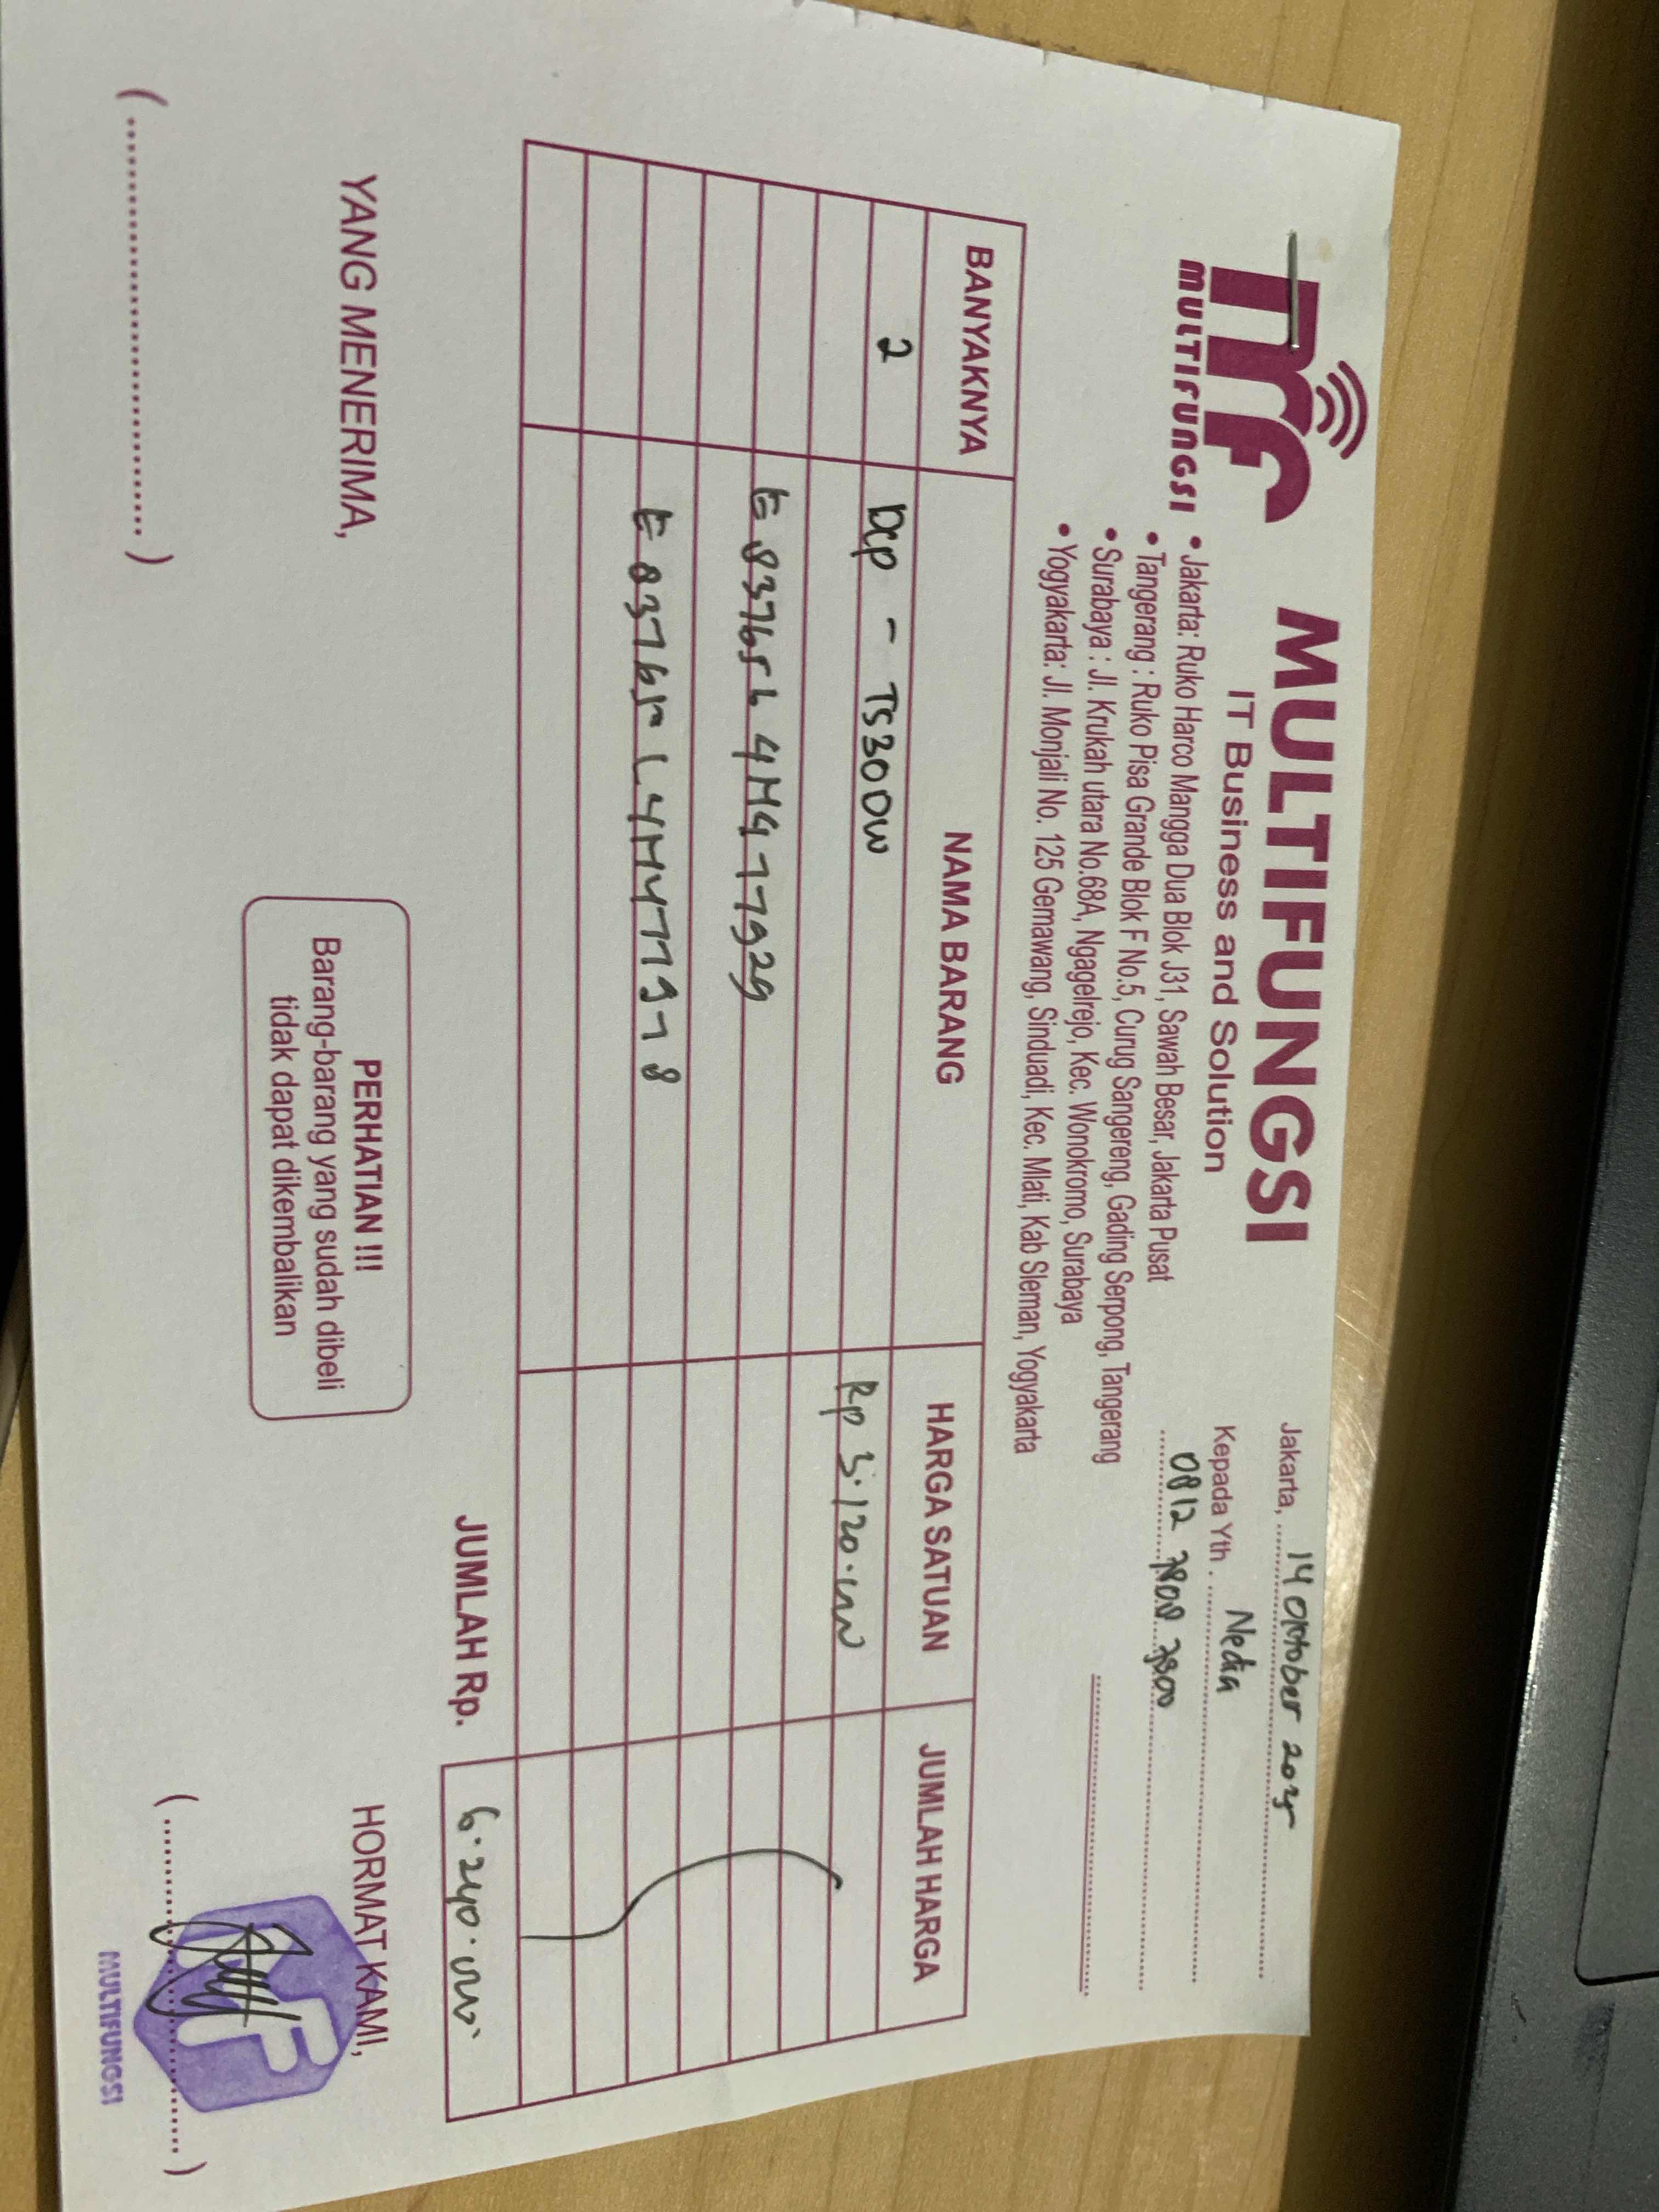 MULTIFUNGSI
MULTIFUNGSI
IT Business and Solution
• Jakarta: Ruko Harco Mangga Dua Blok J31, Sawah Besar, Jakarta Pusat
• Tangerang : Ruko Pisa Grande Blok F No.5, Curug Sangereng, Gading Serpong, Tangerang
• Surabaya : Jl. Krukah utara No.68A, Ngagelrejo, Kec. Wonokromo, Surabaya
• Yogyakarta: Jl. Monjali No. 125 Gemawang, Sinduadi, Kec. Mlati, Kab Sleman, Yogyakarta
Jakarta, 14 Oktober 2025
Kepada Yth. Nedia
0812
BANYAKNYA NAMA BARANG HARGA SATUAN JUMLAH HARGA
2 DCP - T5300W Rp 3.120.000
JUMLAH Rp. 6.240.000
YANG MENERIMA,
PERHATIAN !!!
Barang-barang yang sudah dibeli
tidak dapat dikembalikan
HORMAT KAMI,
MULTIFUNGSI